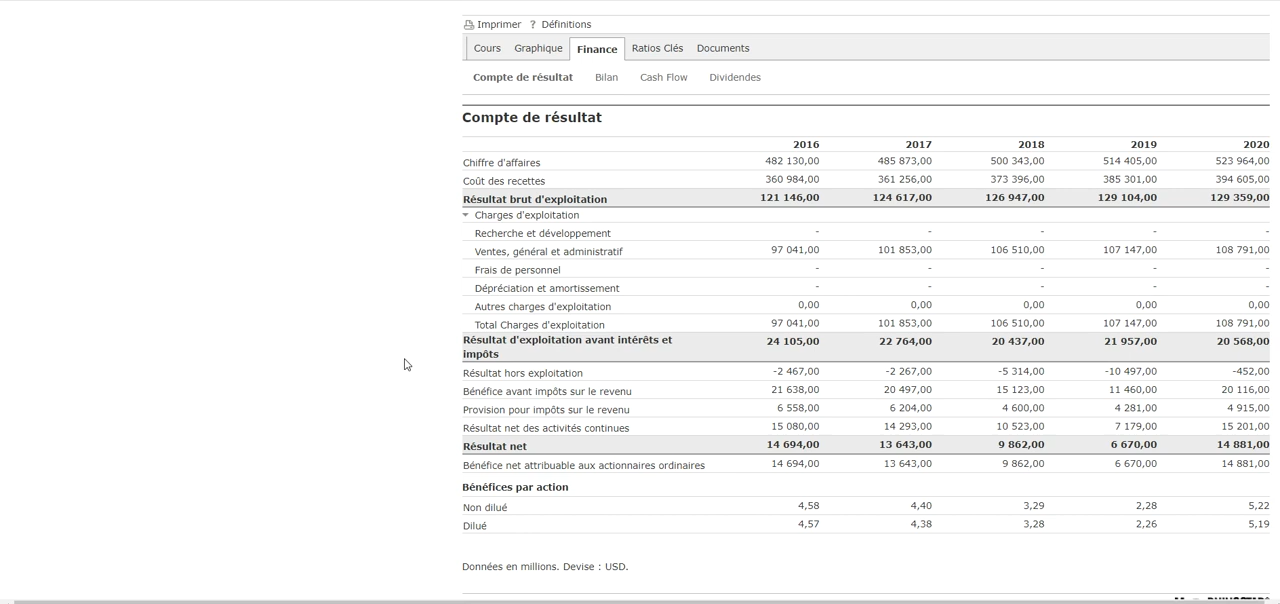 Imprimer ? Définitions
Cours Graphique Finance Ratios Clés Documents
Compte de résultat Bilan Cash Flow Dividendes
Compte de résultat
2016 2017 2018 2019 2020
Chiffre d'affaires 482 130,00 485 873,00 500 343,00 514 405,00 523 964,00
Coût des recettes 360 984,00 361 256,00 373 396,00 385 301,00 394 605,00
Résultat brut d'exploitation 121 146,00 124 617,00 126 947,00 129 104,00 129 359,00
Charges d'exploitation
Recherche et développement - - - - -
Ventes, général et administratif 97 041,00 101 853,00 106 510,00 107 147,00 108 791,00
Frais de personnel - - - - -
Dépréciation et amortissement - - - - -
Autres charges d'exploitation 0,00 0,00 0,00 0,00 0,00
Total Charges d'exploitation 97 041,00 101 853,00 106 510,00 107 147,00 108 791,00
Résultat d'exploitation avant intérêts et
impôts 24 105,00 22 764,00 20 437,00 21 957,00 20 568,00
Résultat hors exploitation -2 467,00 -2 267,00 -5 314,00 -10 497,00 -452,00
Bénéfice avant impôts sur le revenu 21 638,00 20 497,00 15 123,00 11 460,00 20 116,00
Provision pour impôts sur le revenu 6 558,00 6 204,00 4 600,00 4 281,00 4 915,00
Résultat net des activités continues 15 080,00 14 293,00 10 523,00 7 179,00 15 201,00
Résultat net 14 694,00 13 643,00 9 862,00 6 670,00 14 881,00
Bénéfice net attribuable aux actionnaires ordinaires 14 694,00 13 643,00 9 862,00 6 670,00 14 881,00
Bénéfices par action
Non dilué 4,58 4,40 3,29 2,28 5,22
Dilué 4,57 4,38 3,28 2,26 5,19
Données en millions. Devise : USD.